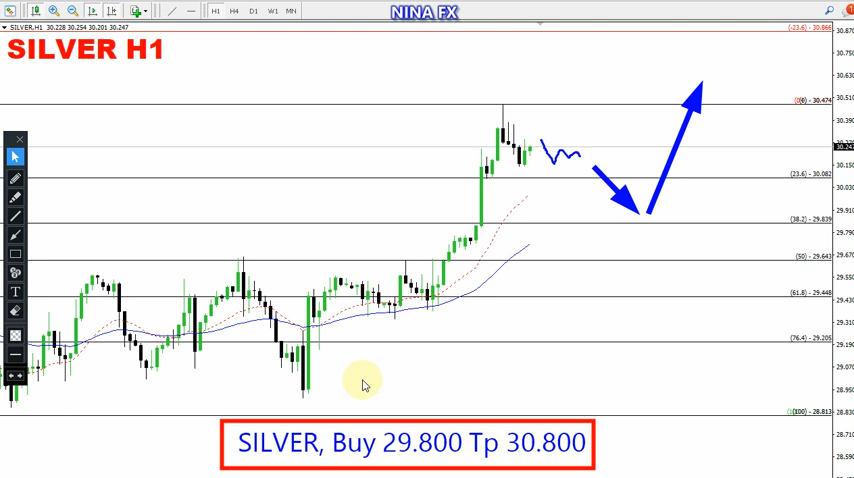 H1 H4 D1 W1 MN
NINA FX
SILVER,H1 30.228 30.254 30.201 30.247
SILVER H1
(-23.6) - 30.866
(0) - 30.474
(23.6) - 30.082
(38.2) - 29.839
(50) - 29.643
(61.8) - 29.448
(76.4) - 29.205
(100) - 28.813
30.870
30.750
30.630
30.510
30.390
30.247
30.150
30.030
29.910
29.790
29.670
29.550
29.430
29.310
29.190
29.070
28.950
28.830
28.710
28.590
T
SILVER, Buy 29.800 Tp 30.800